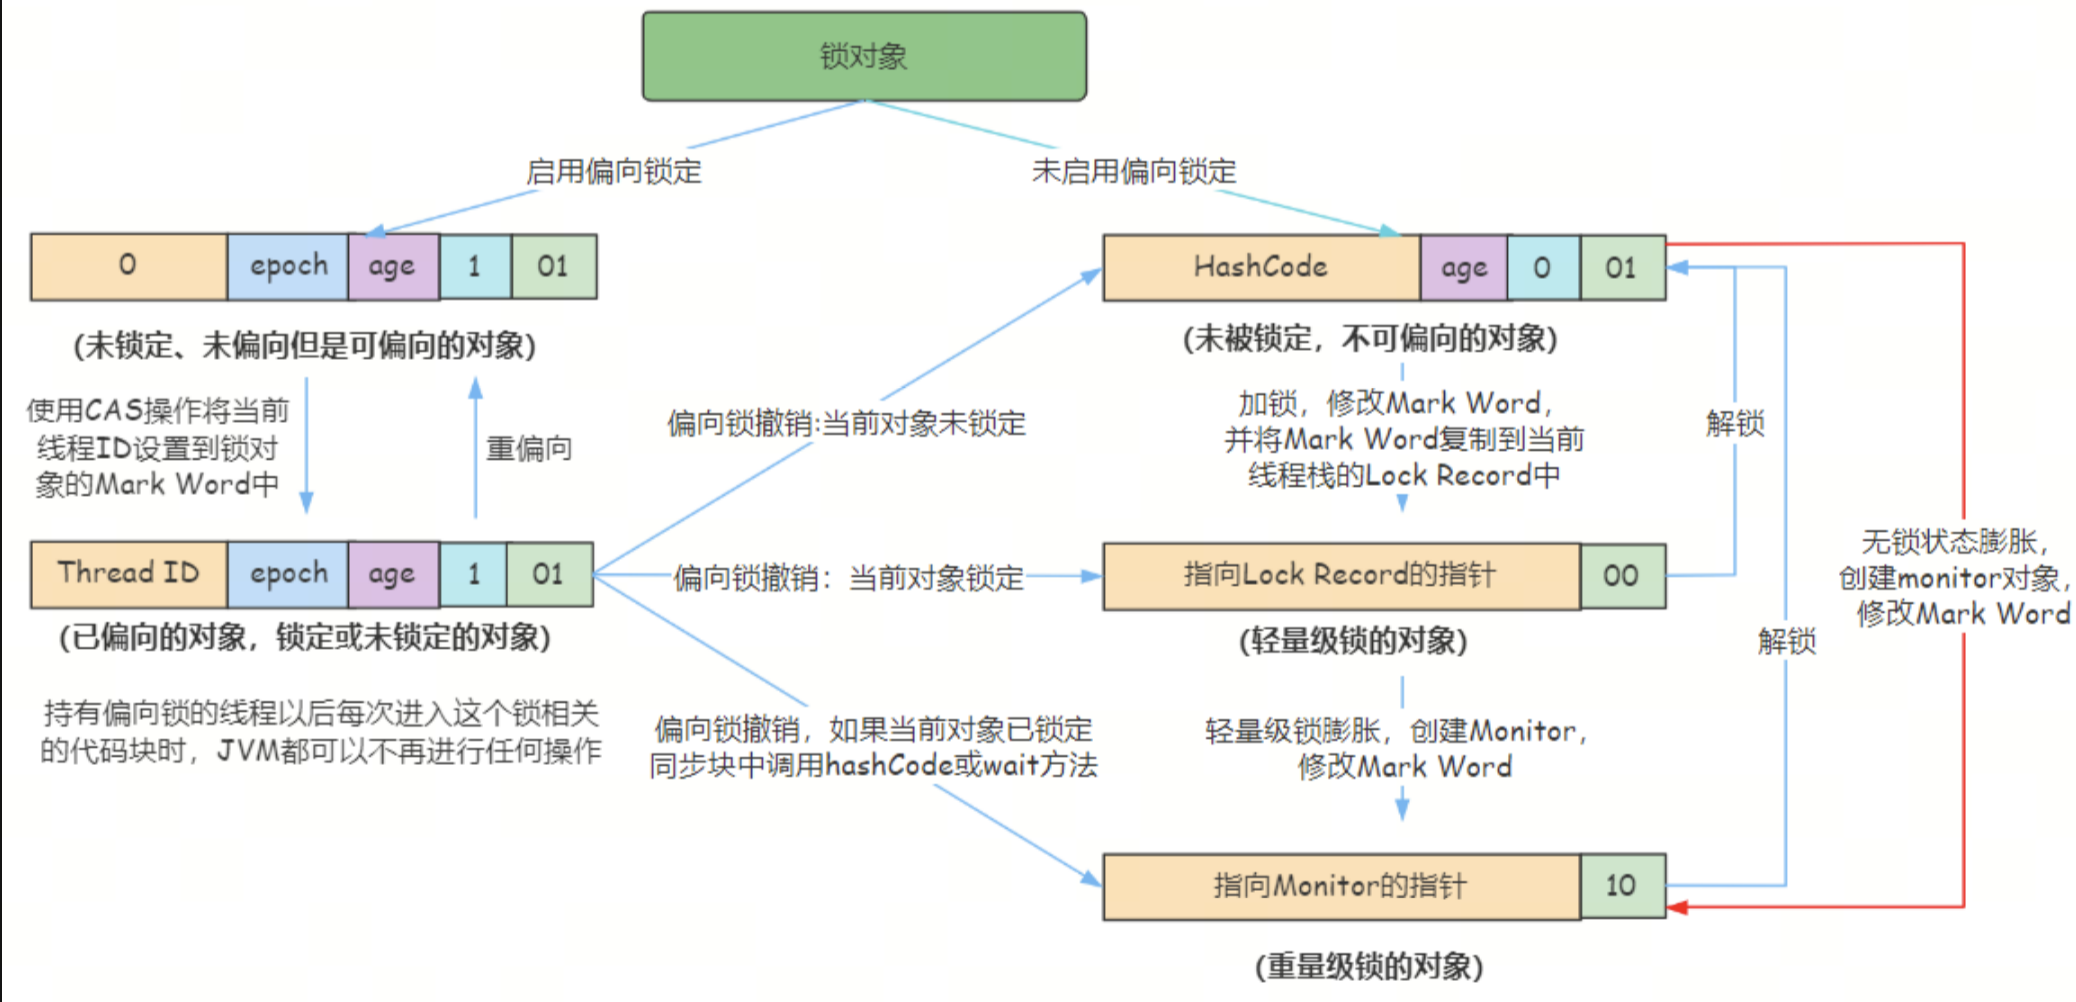 锁对象
启用偏向锁定
未启用偏向锁定
0 epoch age 1 01
(未锁定、未偏向但是可偏向的对象)
使用CAS操作将当前
线程ID设置到锁对
象的Mark Word中
重偏向
Thread ID epoch age 1 01
(已偏向的对象，锁定或未锁定的对象)
持有偏向锁的线程以后每次进入这个锁相关
的代码块时，JVM都可以不再进行任何操作
偏向锁撤销:当前对象未锁定
偏向锁撤销：当前对象锁定
偏向锁撤销，如果当前对象已锁定
同步块中调用hashCode或wait方法
HashCode age 0 01
(未被锁定，不可偏向的对象)
加锁，修改Mark Word，
并将Mark Word复制到当前
线程栈的Lock Record中
指向Lock Record的指针 00
(轻量级锁的对象)
轻量级锁膨胀，创建Monitor，
修改Mark Word
指向Monitor的指针 10
(重量级锁的对象)
解锁
解锁
无锁状态膨胀，
创建monitor对象，
修改Mark Word